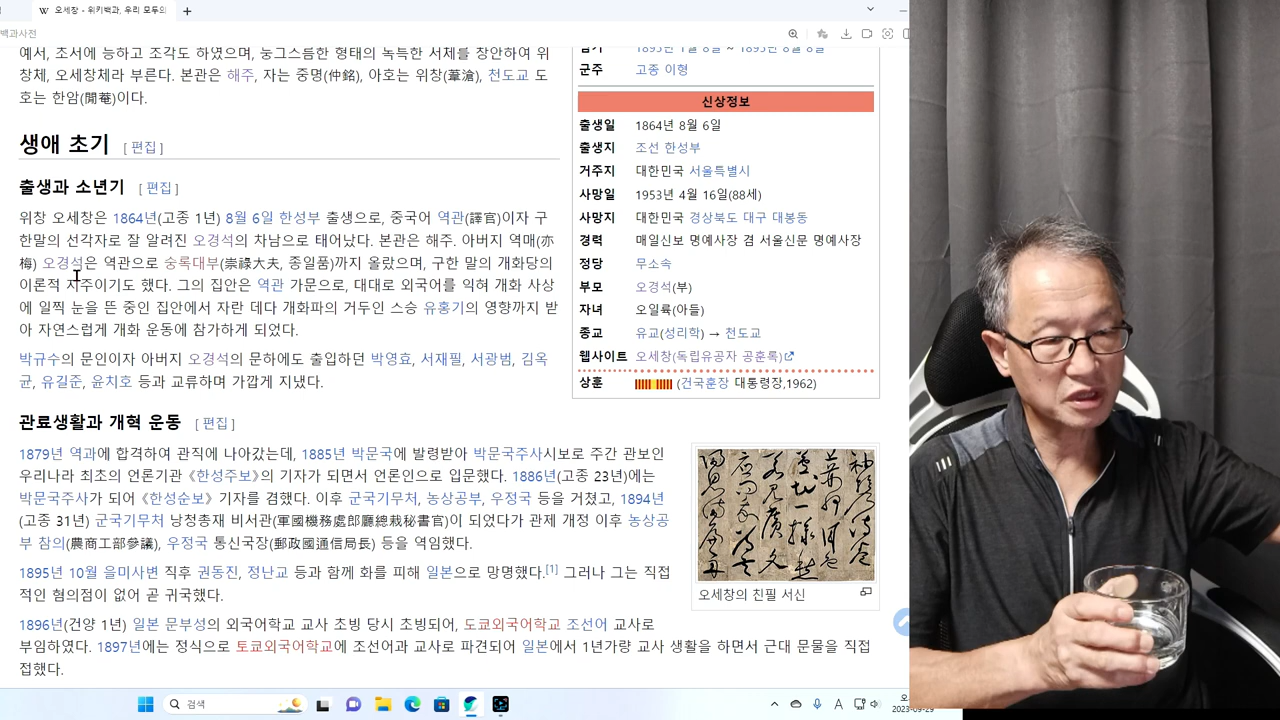 오세창 - 위키백과, 우리 모두의
백과사전
예서, 초서에 능하고 조각도 하였으며, 둥그스름한 형태의 독특한 서체를 창안하여 위
창체, 오세창체라 부른다. 본관은 해주, 자는 중명(仲銘), 아호는 위창(葦滄), 천도교 도
호는 한암(閒菴)이다.
생애 초기 [ 편집 ]
출생과 소년기 [ 편집 ]
위창 오세창은 1864년(고종 1년) 8월 6일 한성부 출생으로, 중국어 역관(譯官)이자 구
한말의 선각자로 잘 알려진 오경석의 차남으로 태어났다. 본관은 해주. 아버지 역매(亦
梅) 오경석은 역관으로 숭록대부(崇祿大夫, 종일품)까지 올랐으며, 구한 말의 개화당의
이론적 지주이기도 했다. 그의 집안은 역관 가문으로, 대대로 외국어를 익혀 개화 사상
에 일찍 눈을 뜬 중인 집안에서 자란 데다 개화파의 거두인 스승 유홍기의 영향까지 받
아 자연스럽게 개화 운동에 참가하게 되었다.
박규수의 문인이자 아버지 오경석의 문하에도 출입하던 박영효, 서재필, 서광범, 김옥
균, 유길준, 윤치호 등과 교류하며 가깝게 지냈다.
관료생활과 개혁 운동 [ 편집 ]
1879년 역과에 합격하여 관직에 나아갔는데, 1885년 박문국에 발령받아 박문국주사시보로 주간 관보인
우리나라 최초의 언론기관 《한성주보》의 기자가 되면서 언론인으로 입문했다. 1886년(고종 23년)에는
박문국주사가 되어 《한성순보》 기자를 겸했다. 이후 군국기무처, 농상공부, 우정국 등을 거쳤고, 1894년
(고종 31년) 군국기무처 낭청총재 비서관(軍國機務處郎廳總裁秘書官)이 되었다가 관제 개정 이후 농상공
부 참의(農商工部參議), 우정국 통신국장(郵政國通信局長) 등을 역임했다.
1895년 10월 을미사변 직후 권동진, 정난교 등과 함께 화를 피해 일본으로 망명했다.[1] 그러나 그는 직접
적인 혐의점이 없어 곧 귀국했다.
1896년(건양 1년) 일본 문부성의 외국어학교 교사 초빙 당시 초빙되어, 도쿄외국어학교 조선어 교사로
부임하였다. 1897년에는 정식으로 토쿄외국어학교에 조선어과 교사로 파견되어 일본에서 1년가량 교사 생활을 하면서 근대 문물을 직접
접했다.
임기 1895년 1월 8일 ~ 1895년 8월 8일
군주 고종 이형
신상정보
출생일 1864년 8월 6일
출생지 조선 한성부
거주지 대한민국 서울특별시
사망일 1953년 4월 16일(88세)
사망지 대한민국 경상북도 대구 대봉동
경력 매일신보 명예사장 겸 서울신문 명예사장
정당 무소속
부모 오경석(부)
자녀 오일륙(아들)
종교 유교(성리학) → 천도교
웹사이트 오세창(독립유공자 공훈록)
상훈 (건국훈장 대통령장,1962)
오세창의 친필 서신
검색
A
2023-09-29